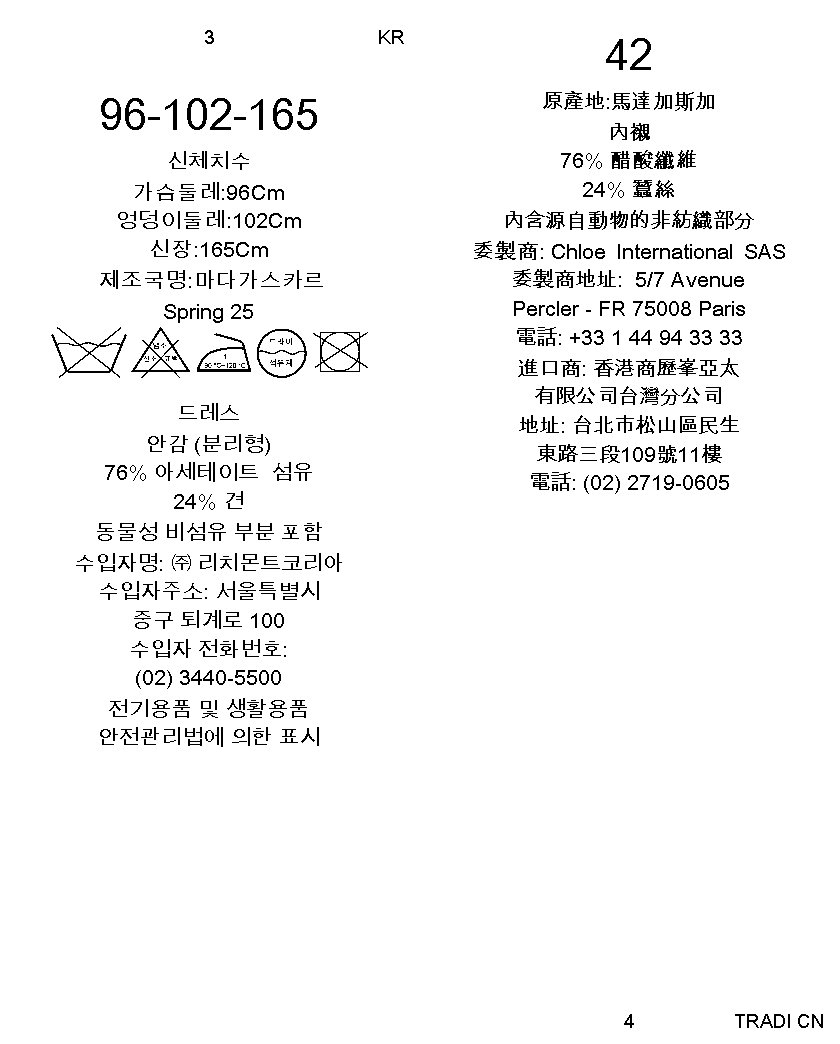 3
KR
96-102-165
신체치수
가슴둘레:96Cm
엉덩이둘레:102Cm
신장:165Cm
제조국명:마다가스카르
Spring 25
염소
산소 표백
1
90 ℃~120 ℃
드라이
석유계
드레스
안감 (분리형)
76% 아세테이트 섬유
24% 견
동물성 비섬유 부분 포함
수입자명: ㈜ 리치몬트코리아
수입자주소: 서울특별시
중구 퇴계로 100
수입자 전화번호:
(02) 3440-5500
전기용품 및 생활용품
안전관리법에 의한 표시
42
原產地:馬達加斯加
內襯
76% 醋酸纖維
24% 蠶絲
內含源自動物的非紡織部分
委製商: Chloe International SAS
委製商地址: 5/7 Avenue
Percier - FR 75008 Paris
電話: +33 1 44 94 33 33
進口商: 香港商歷峯亞太
有限公司台灣分公司
地址: 台北市松山區民生
東路三段109號11樓
電話: (02) 2719-0605
4
TRADI CN